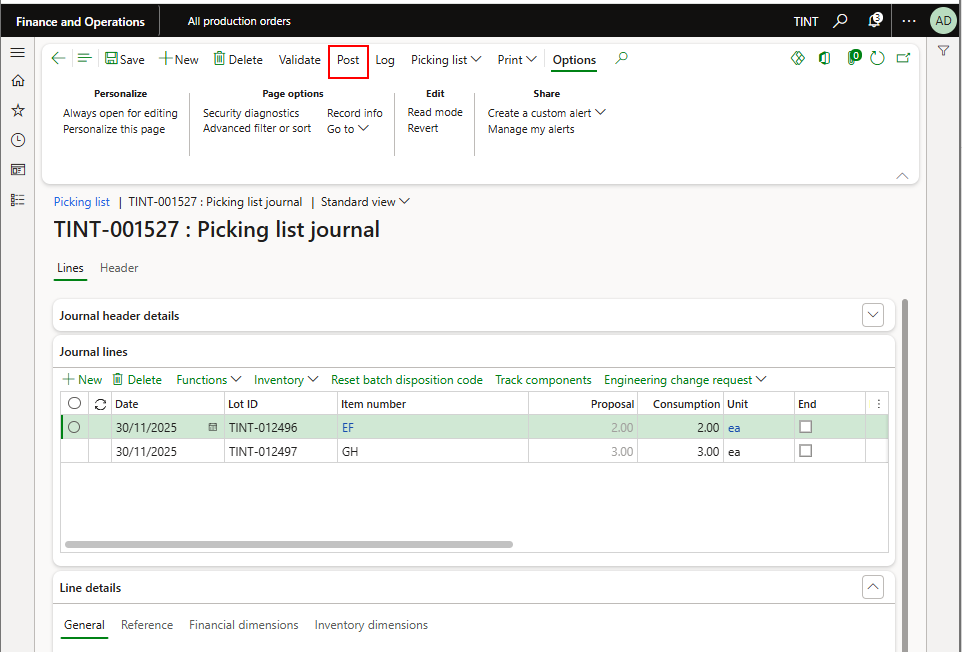 Finance and Operations All production orders TINT 3 AD
Save New Delete Validate Post Log Picking list Print Options 0
Personalize Page options Edit Share
Always open for editing Security diagnostics Record info Read mode Create a custom alert
Personalize this page Advanced filter or sort Go to Revert Manage my alerts
Picking list | TINT-001527 : Picking list journal | Standard view
TINT-001527 : Picking list journal
Lines Header
Journal header details
Journal lines
New Delete Functions Inventory Reset batch disposition code Track components Engineering change request
Date Lot ID Item number Proposal Consumption Unit End
30/11/2025 TINT-012496 EF 2.00 2.00 ea
30/11/2025 TINT-012497 GH 3.00 3.00 ea
Line details
General Reference Financial dimensions Inventory dimensions